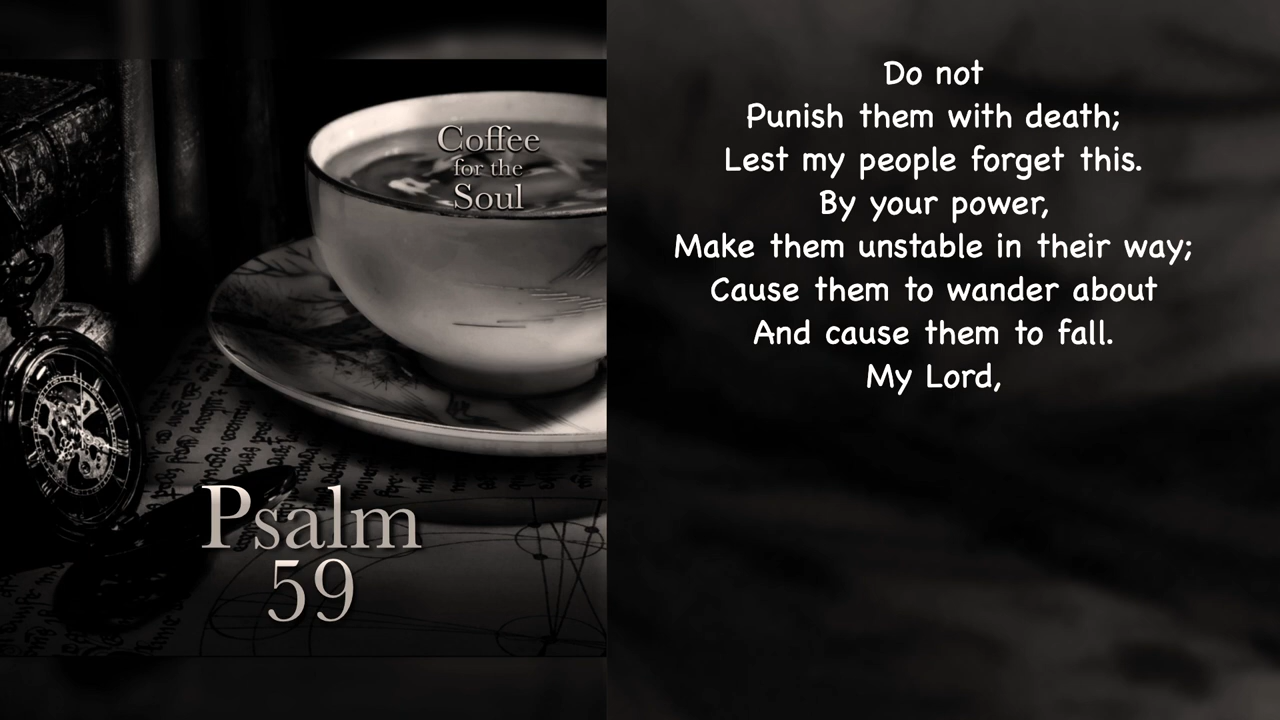 Coffee
for the
Soul
Psalm
59
Do not
Punish them with death;
Lest my people forget this.
By your power,
Make them unstable in their way;
Cause them to wander about
And cause them to fall.
My Lord,